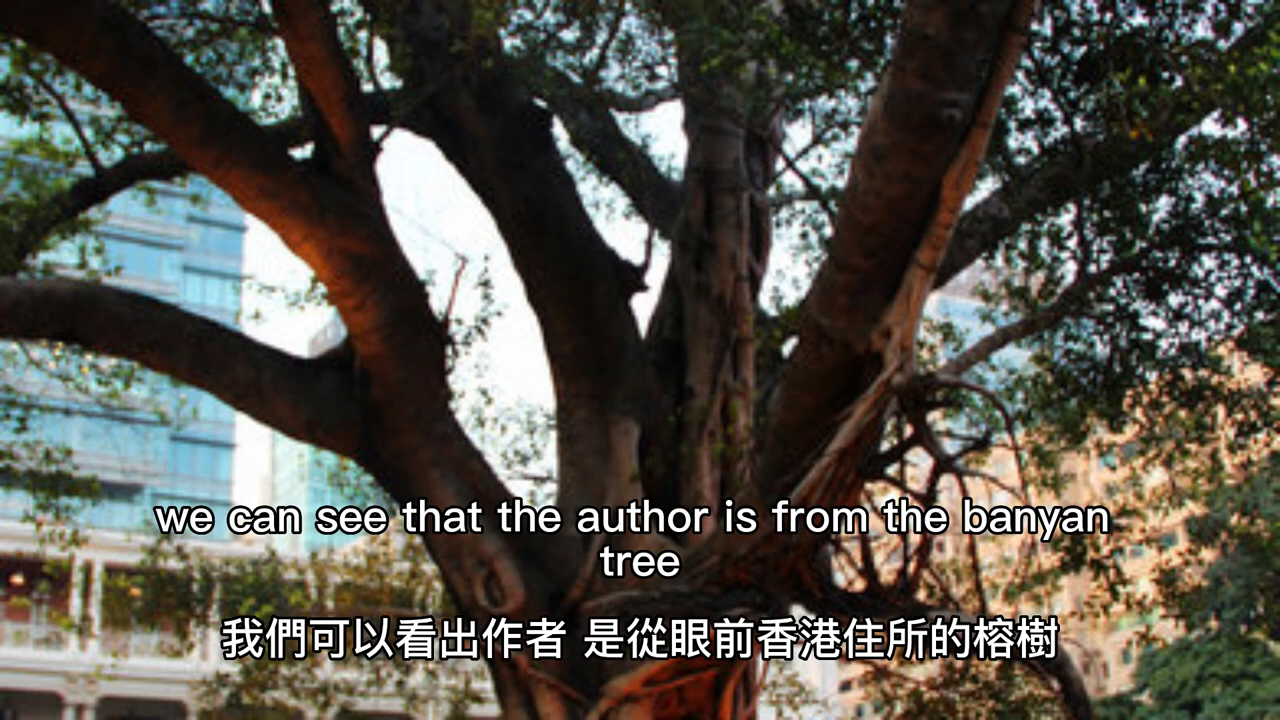 we can see that the author is from the banyan
tree
我們可以看出作者 是從眼前香港住所的榕樹